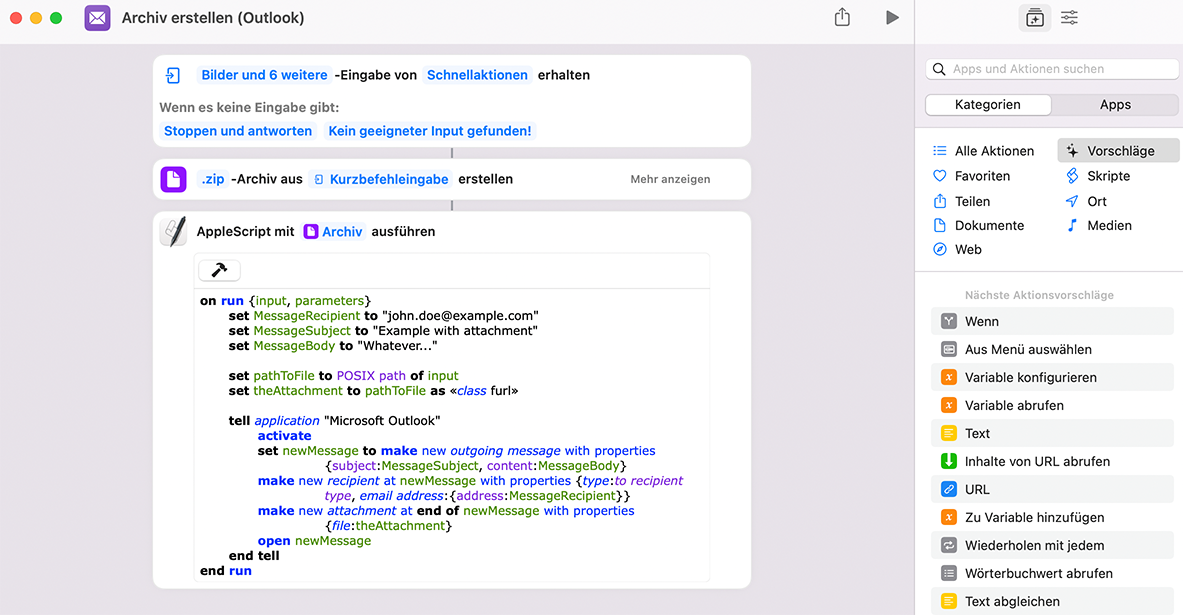 Archiv erstellen (Outlook)
Bilder und 6 weitere -Eingabe von Schnellaktionen erhalten
Wenn es keine Eingabe gibt:
Stoppen und antworten Kein geeigneter Input gefunden!
.zip -Archiv aus Kurzbefehleingabe erstellen Mehr anzeigen
AppleScript mit Archiv ausführen
on run {input, parameters}
set MessageRecipient to "john.doe@example.com"
set MessageSubject to "Example with attachment"
set MessageBody to "Whatever..."
set pathToFile to POSIX path of input
set theAttachment to pathToFile as «class furl»
tell application "Microsoft Outlook"
activate
set newMessage to make new outgoing message with properties
{subject:MessageSubject, content:MessageBody}
make new recipient at newMessage with properties {type:to recipient
type, email address:{address:MessageRecipient}}
make new attachment at end of newMessage with properties
{file:theAttachment}
open newMessage
end tell
end run
Apps und Aktionen suchen
Kategorien Apps
Alle Aktionen Vorschläge
Favoriten Skripte
Teilen Ort
Dokumente Medien
Web
Nächste Aktionsvorschläge
Wenn
Aus Menü auswählen
Variable konfigurieren
Variable abrufen
Text
Inhalte von URL abrufen
URL
Zu Variable hinzufügen
Wiederholen mit jedem
Wörterbuchwert abrufen
Text abgleichen